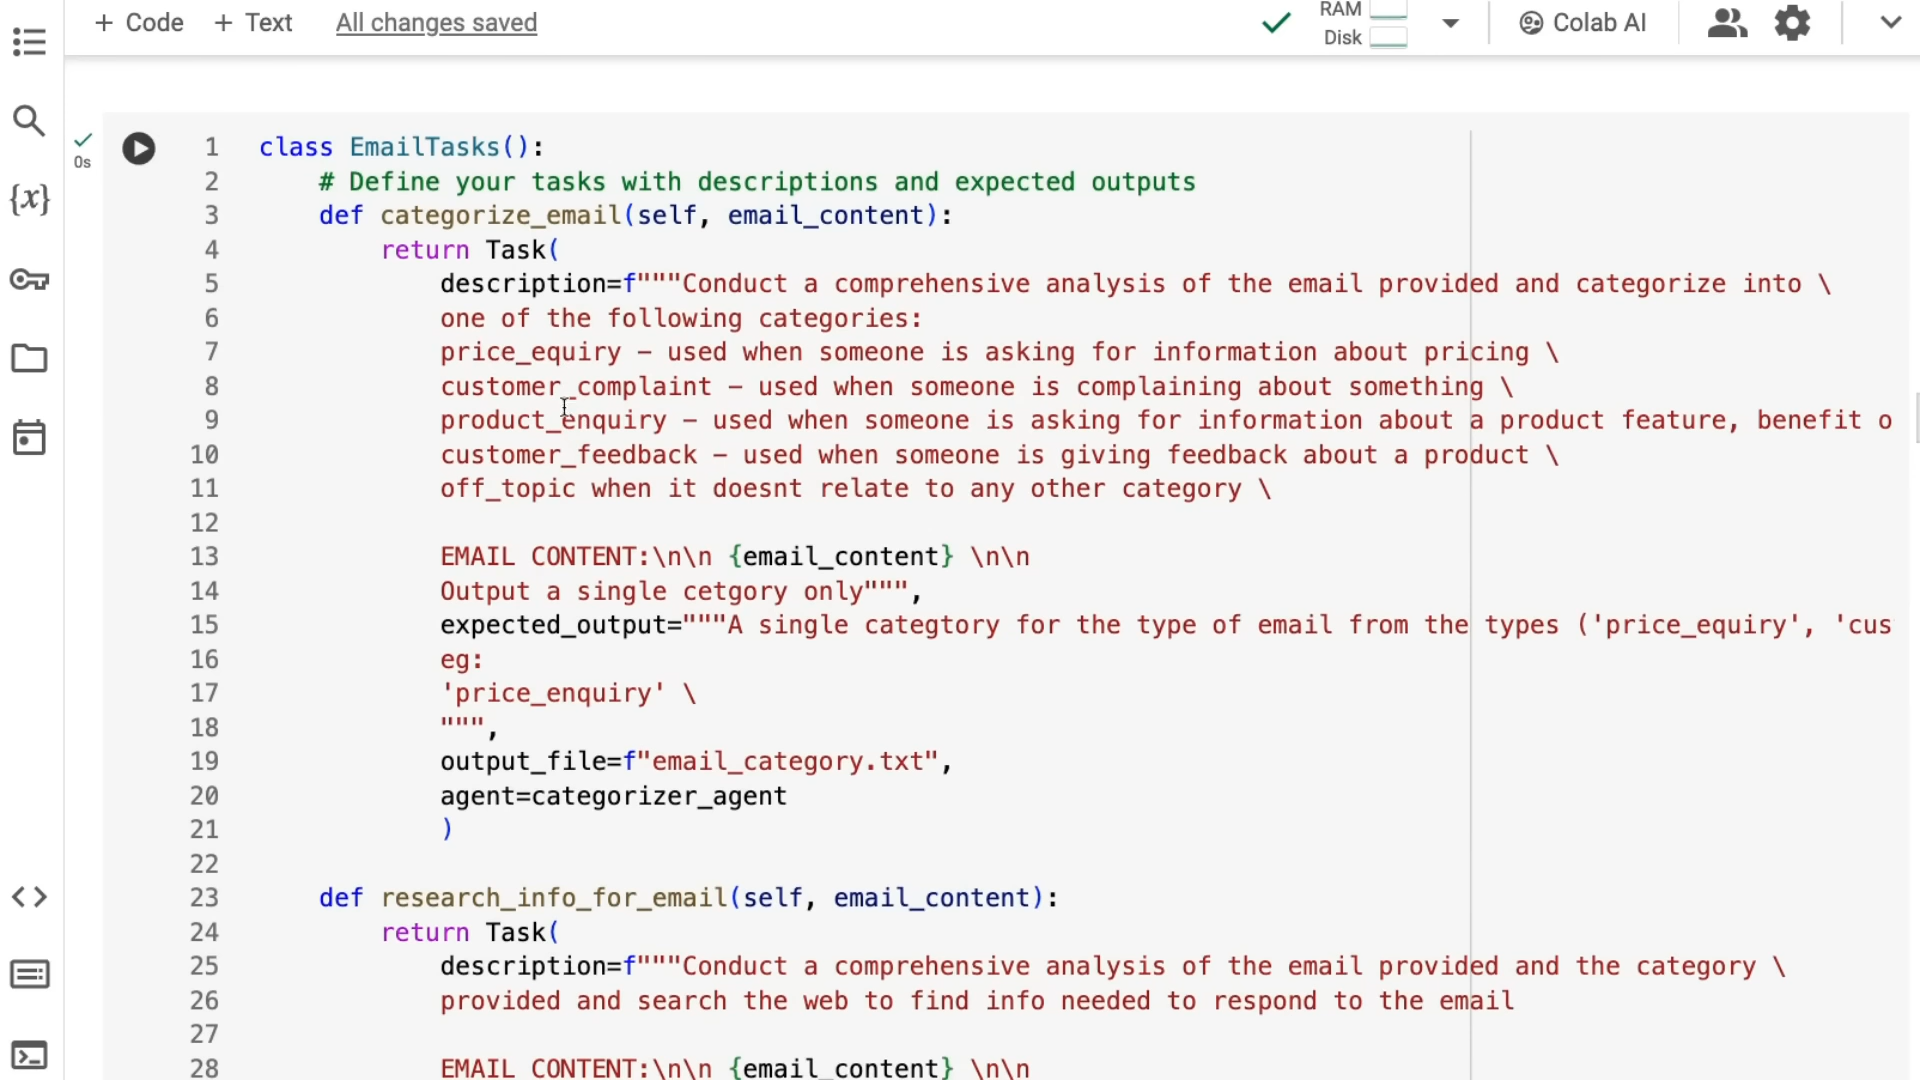 + Code + Text All changes saved RAM Disk Colab AI
{x}
0s
1 class EmailTasks():
2 # Define your tasks with descriptions and expected outputs
3 def categorize_email(self, email_content):
4 return Task(
5 description=f"""Conduct a comprehensive analysis of the email provided and categorize into \
6 one of the following categories:
7 price_equiry – used when someone is asking for information about pricing \
8 customer_complaint – used when someone is complaining about something \
9 product_enquiry – used when someone is asking for information about a product feature, benefit o
10 customer_feedback – used when someone is giving feedback about a product \
11 off_topic when it doesnt relate to any other category \
12
13 EMAIL CONTENT:\n\n {email_content} \n\n
14 Output a single cetgory only""",
15 expected_output="""A single categtory for the type of email from the types ('price_equiry', 'cus
16 eg:
17 'price_enquiry' \
18 """,
19 output_file=f"email_category.txt",
20 agent=categorizer_agent
21 )
22
23 def research_info_for_email(self, email_content):
24 return Task(
25 description=f"""Conduct a comprehensive analysis of the email provided and the category \
26 provided and search the web to find info needed to respond to the email
27
28 EMAIL CONTENT:\n\n {email_content} \n\n